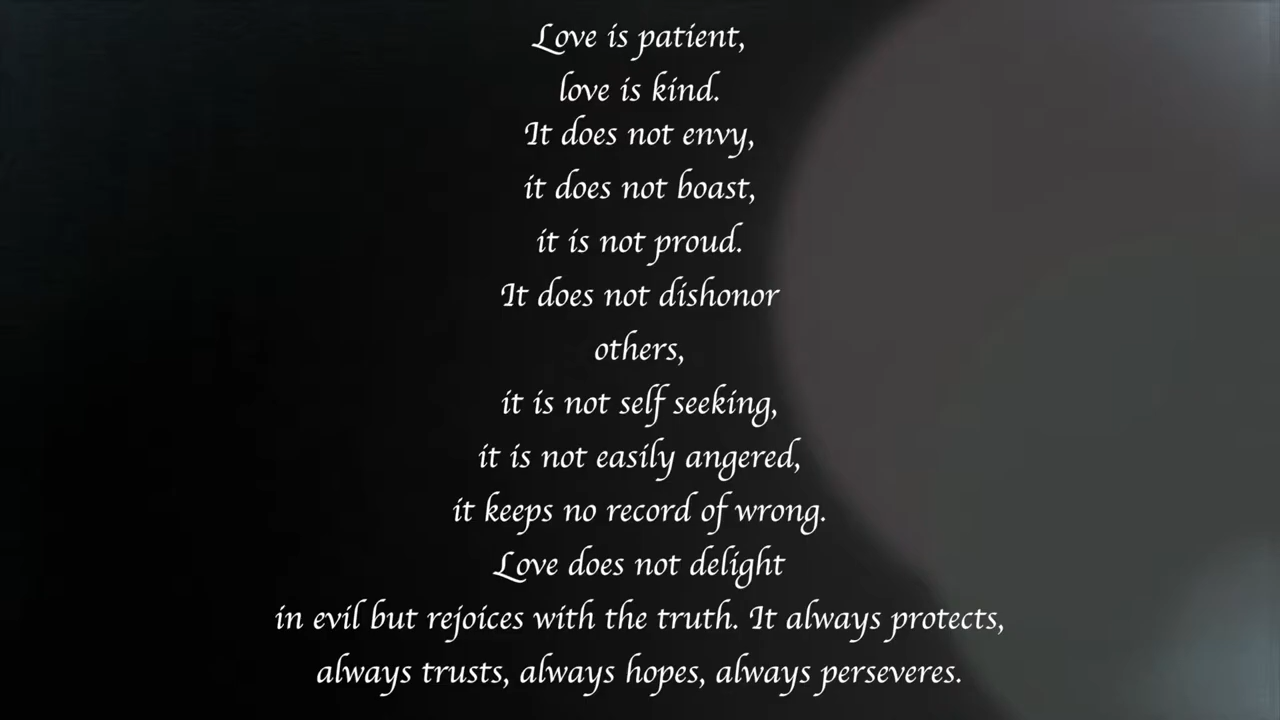 Love is patient,
love is kind.
It does not envy,
it does not boast,
it is not proud.
It does not dishonor
others,
it is not self seeking,
it is not easily angered,
it keeps no record of wrong.
Love does not delight
in evil but rejoices with the truth. It always protects,
always trusts, always hopes, always perseveres.